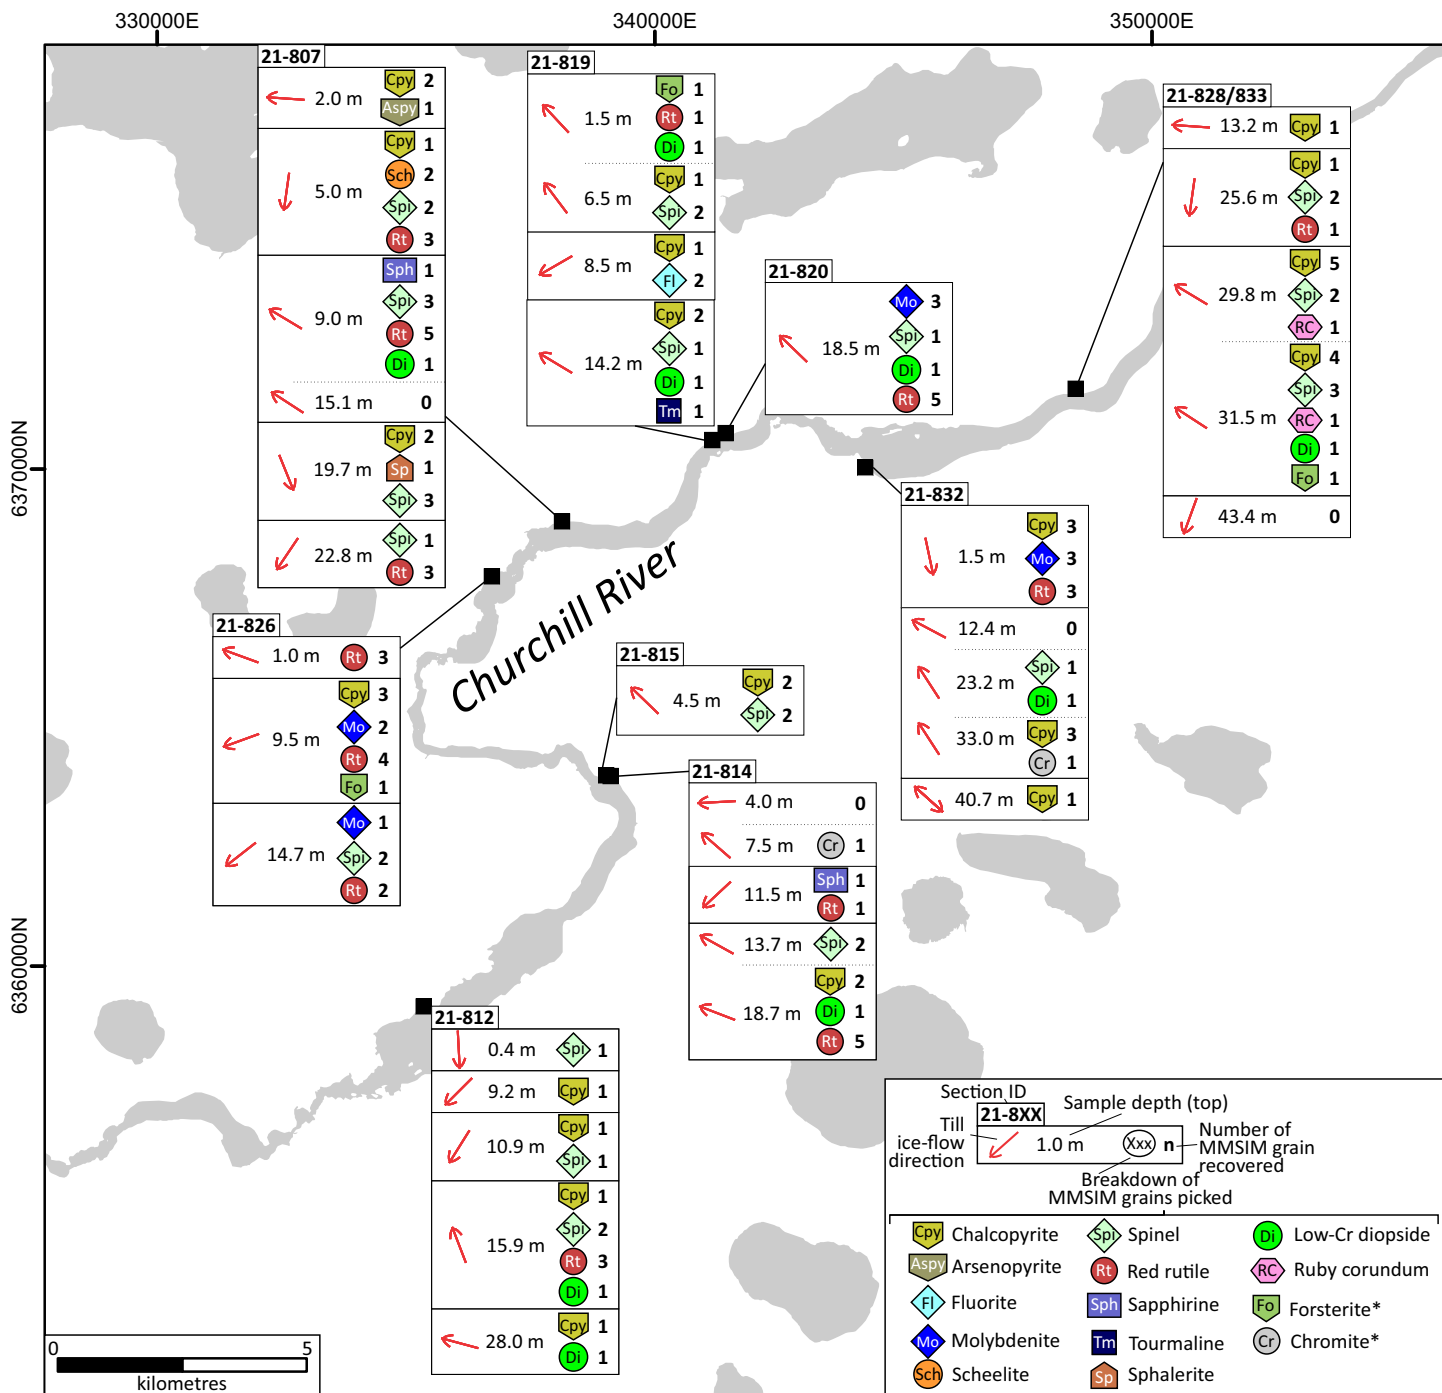 330000E 340000E 350000E
6370000N
6360000N
Churchill River
21-807
2.0 m Cpy 2
Aspy 1
5.0 m Cpy 1
Sch 2
Spi 2
Rt 3
9.0 m Sph 1
Spi 3
Rt 5
Di 1
15.1 m 0
19.7 m Cpy 2
Sp 1
Spi 3
22.8 m Spi 1
Rt 3
21-819
1.5 m Fo 1
Rt 1
Di 1
6.5 m Cpy 1
Spi 2
8.5 m Cpy 1
Fl 2
14.2 m Cpy 2
Spi 1
Di 1
Tm 1
21-820
18.5 m Mo 3
Spi 1
Di 1
Rt 5
21-828/833
13.2 m Cpy 1
25.6 m Cpy 1
Spi 2
Rt 1
29.8 m Cpy 5
Spi 2
RC 1
31.5 m Cpy 4
Spi 3
RC 1
Di 1
Fo 1
43.4 m 0
21-832
1.5 m Cpy 3
Mo 3
Rt 3
12.4 m 0
23.2 m Spi 1
Di 1
33.0 m Cpy 3
Cr 1
40.7 m Cpy 1
21-826
1.0 m Rt 3
9.5 m Cpy 3
Mo 2
Rt 4
Fo 1
14.7 m Mo 1
Spi 2
Rt 2
21-815
4.5 m Cpy 2
Spi 2
21-814
4.0 m 0
7.5 m Cr 1
11.5 m Sph 1
Rt 1
13.7 m Spi 2
18.7 m Cpy 2
Di 1
Rt 5
21-812
0.4 m Spi 1
9.2 m Cpy 1
10.9 m Cpy 1
Spi 1
15.9 m Cpy 1
Spi 2
Rt 3
Di 1
28.0 m Cpy 1
Di 1
0 5
kilometres
Section ID
21-8XX
Sample depth (top)
Till
ice-flow
direction
1.0 m Xxx n
Number of
MMSIM grain
recovered
Breakdown of
MMSIM grains picked
Cpy Chalcopyrite
Aspy Arsenopyrite
Fl Fluorite
Mo Molybdenite
Sch Scheelite
Spi Spinel
Rt Red rutile
Sph Sapphirine
Tm Tourmaline
Sp Sphalerite
Di Low-Cr diopside
RC Ruby corundum
Fo Forsterite*
Cr Chromite*